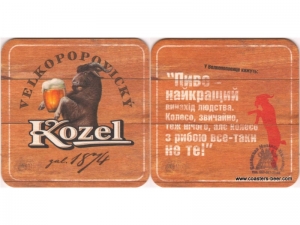 VELKOPOPOVICKÝ
Kozel
1874
"Пиво -
найкращий
винахід людства.
Колесо, звичайно,
теж нічого, але колесо
з рибою все-таки
не те!"
www.coasters-beer.com